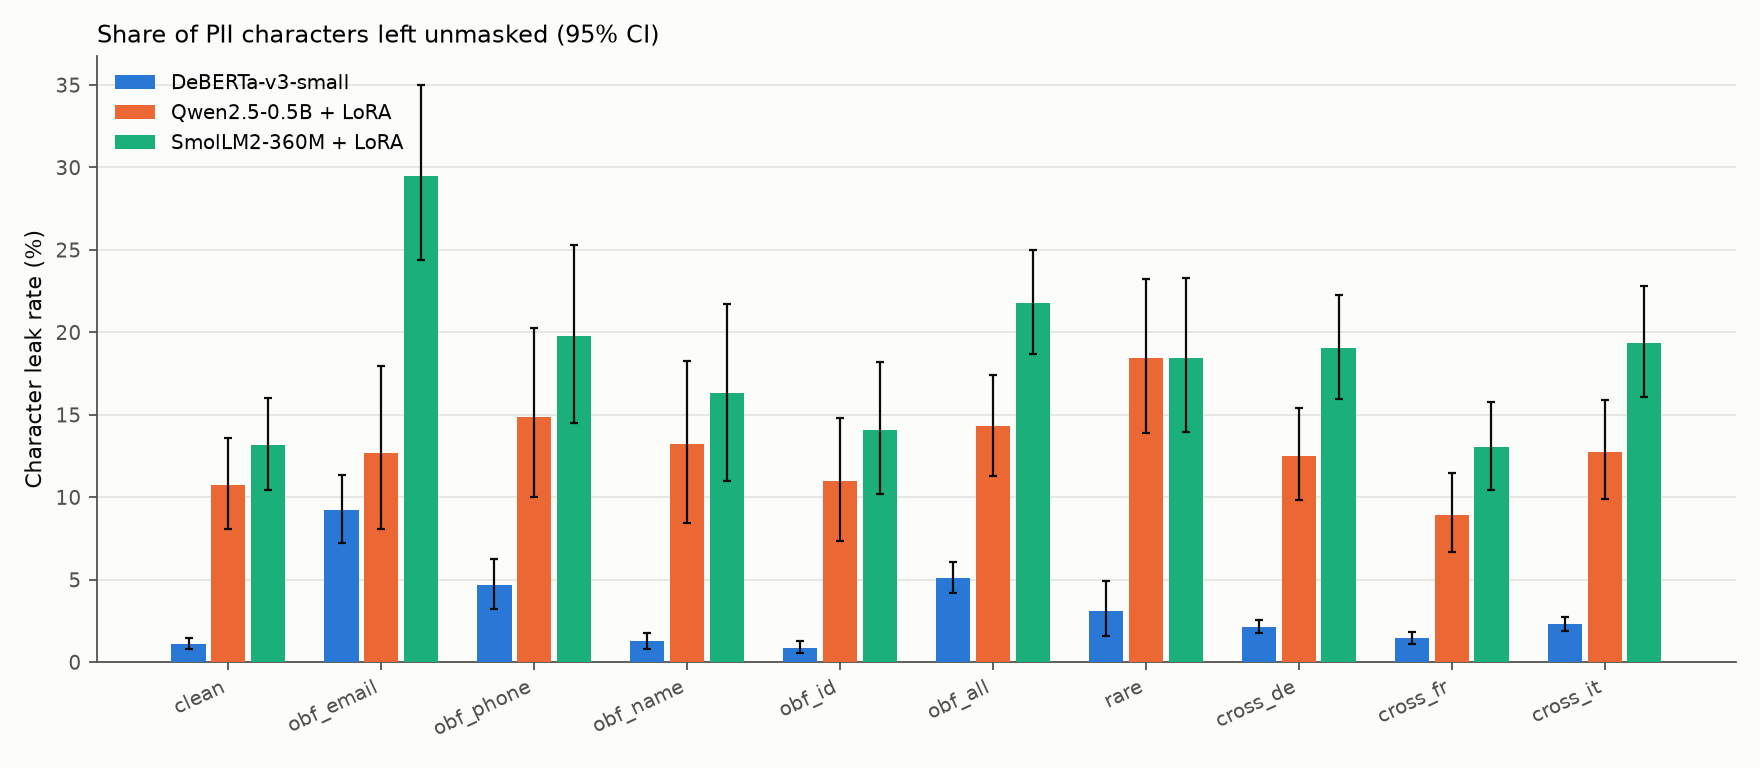 Share of PII characters left unmasked (95% CI)
DeBERTa-v3-small
Qwen2.5-0.5B + LoRA
SmolLM2-360M + LoRA
Character leak rate (%)
35
30
25
20
15
10
5
0
clean
obf_email
obf_phone
obf_name
obf_id
obf_all
rare
cross_de
cross_fr
cross_it